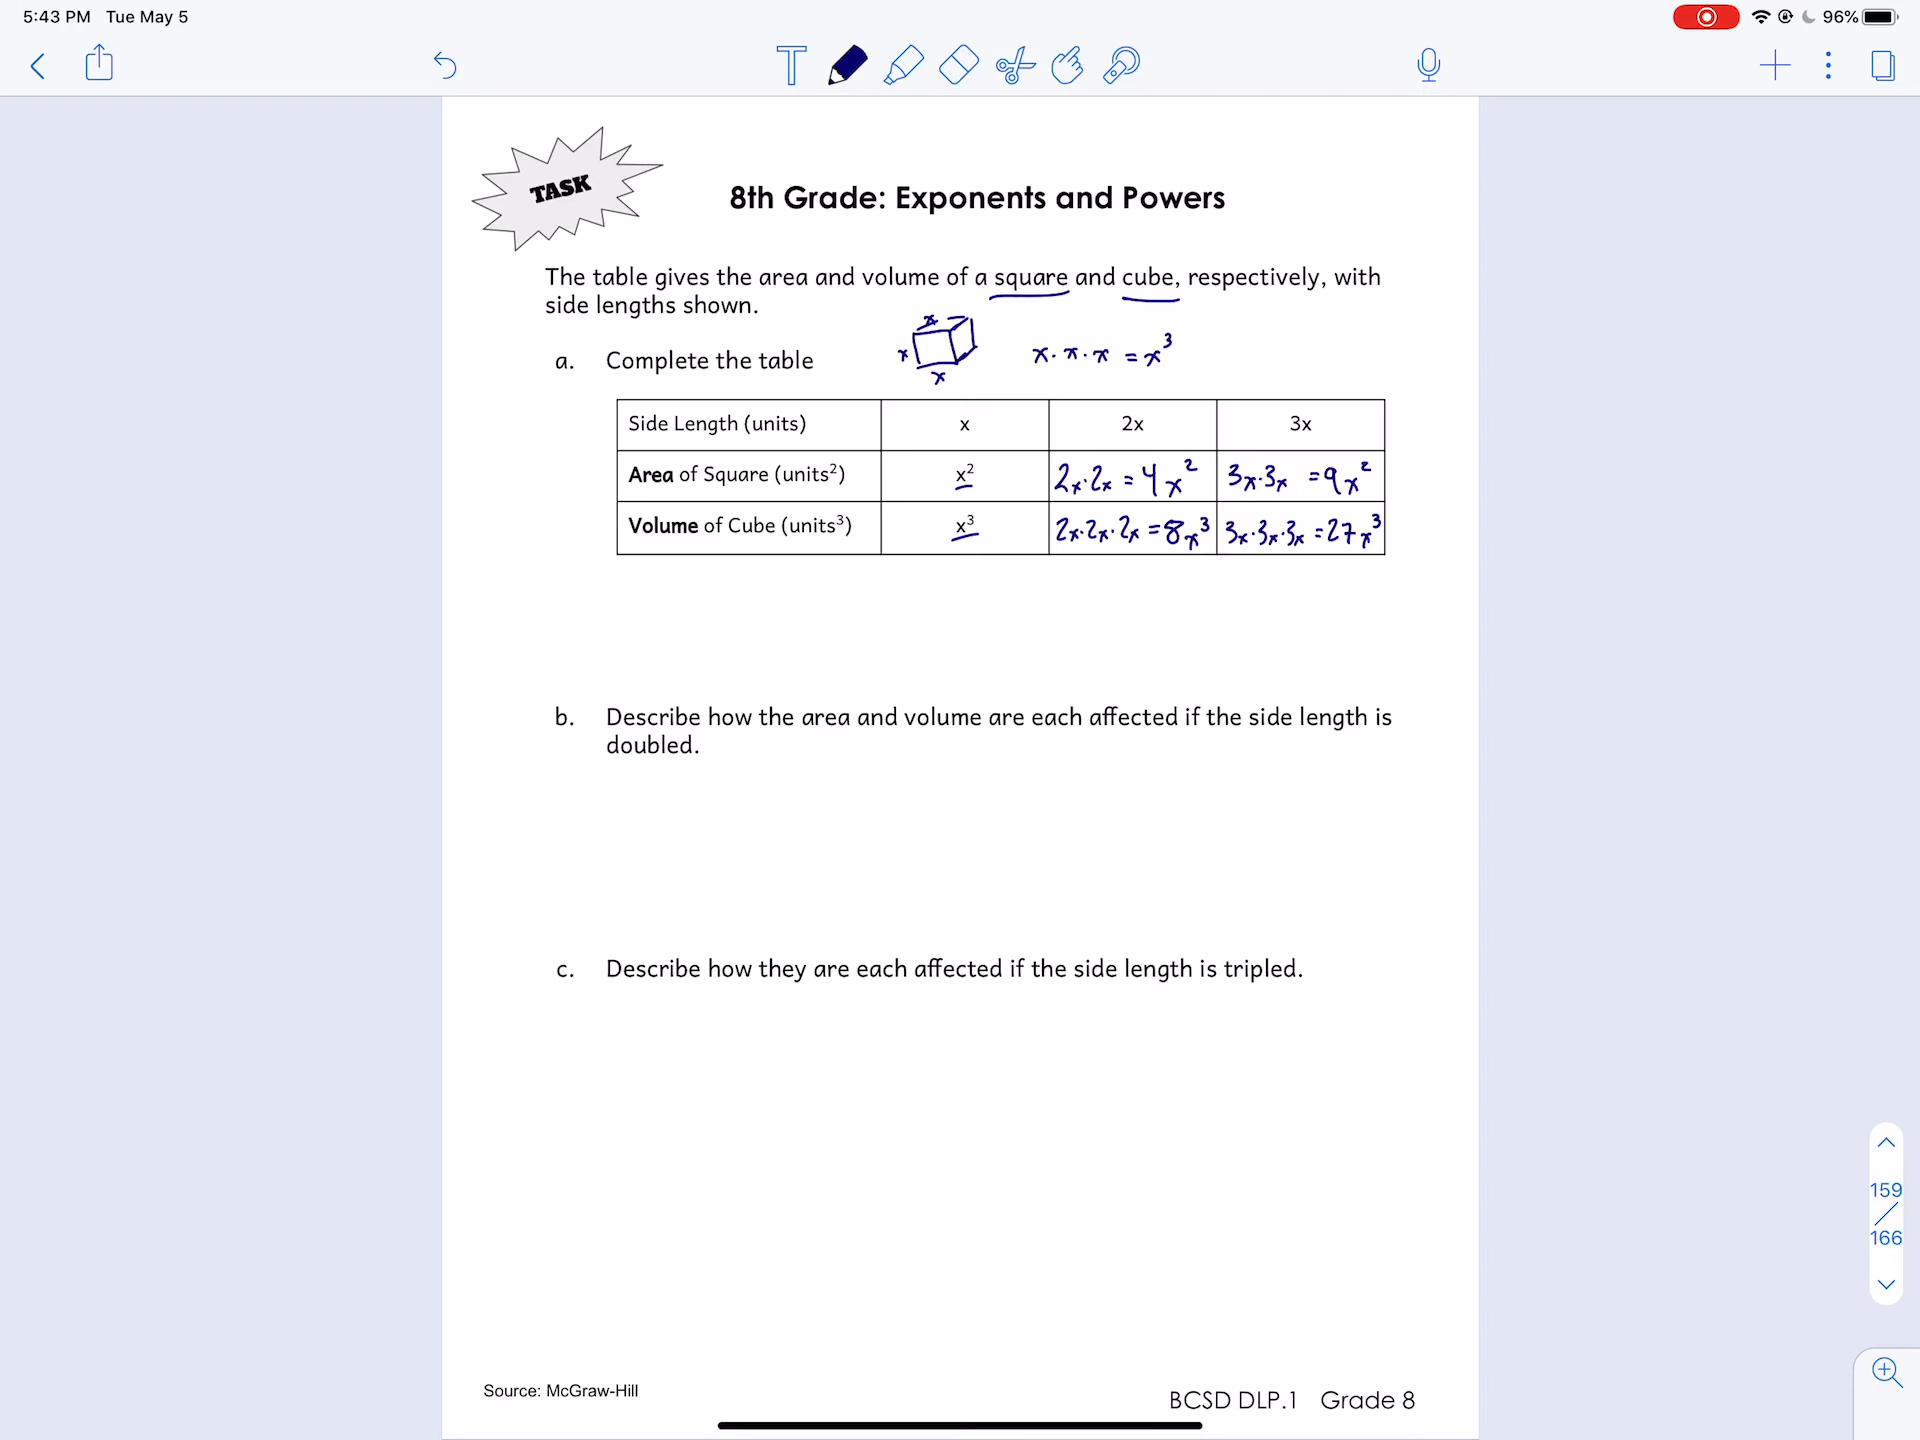 5:43 PM Tue May 5
96%
TASK
8th Grade: Exponents and Powers
The table gives the area and volume of a square and cube, respectively, with
side lengths shown.
x
x
x
x · x · x = x³
a. Complete the table
Side Length (units) x 2x 3x
Area of Square (units²) x² 2x·2x = 4x² 3x·3x = 9x²
Volume of Cube (units³) x³ 2x·2x·2x = 8x³ 3x·3x·3x = 27x³
b. Describe how the area and volume are each affected if the side length is
doubled.
c. Describe how they are each affected if the side length is tripled.
159
/
166
Source: McGraw-Hill
BCSD DLP.1 Grade 8